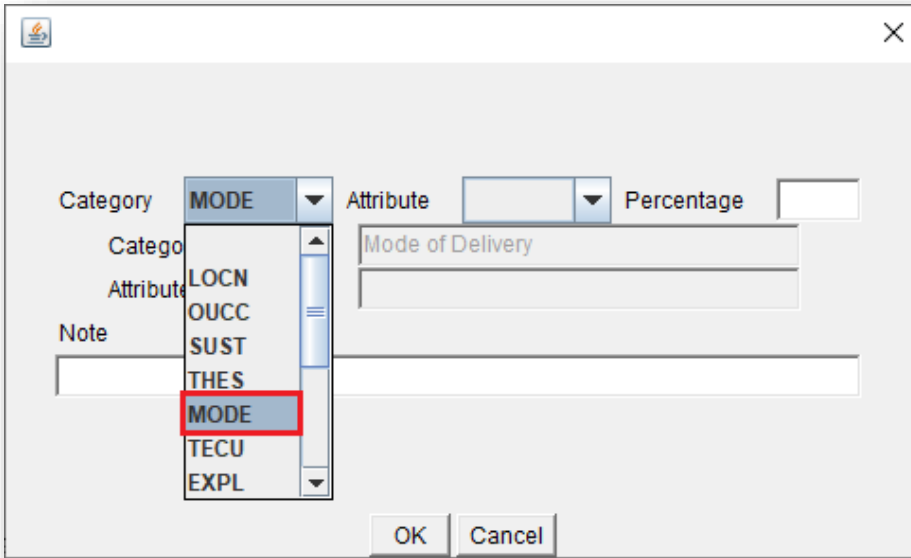 Category MODE Attribute Percentage
Catego Mode of Delivery
LOCN
Attribute
OUCC
Note
SUST
THES
MODE
TECU
EXPL
OK Cancel